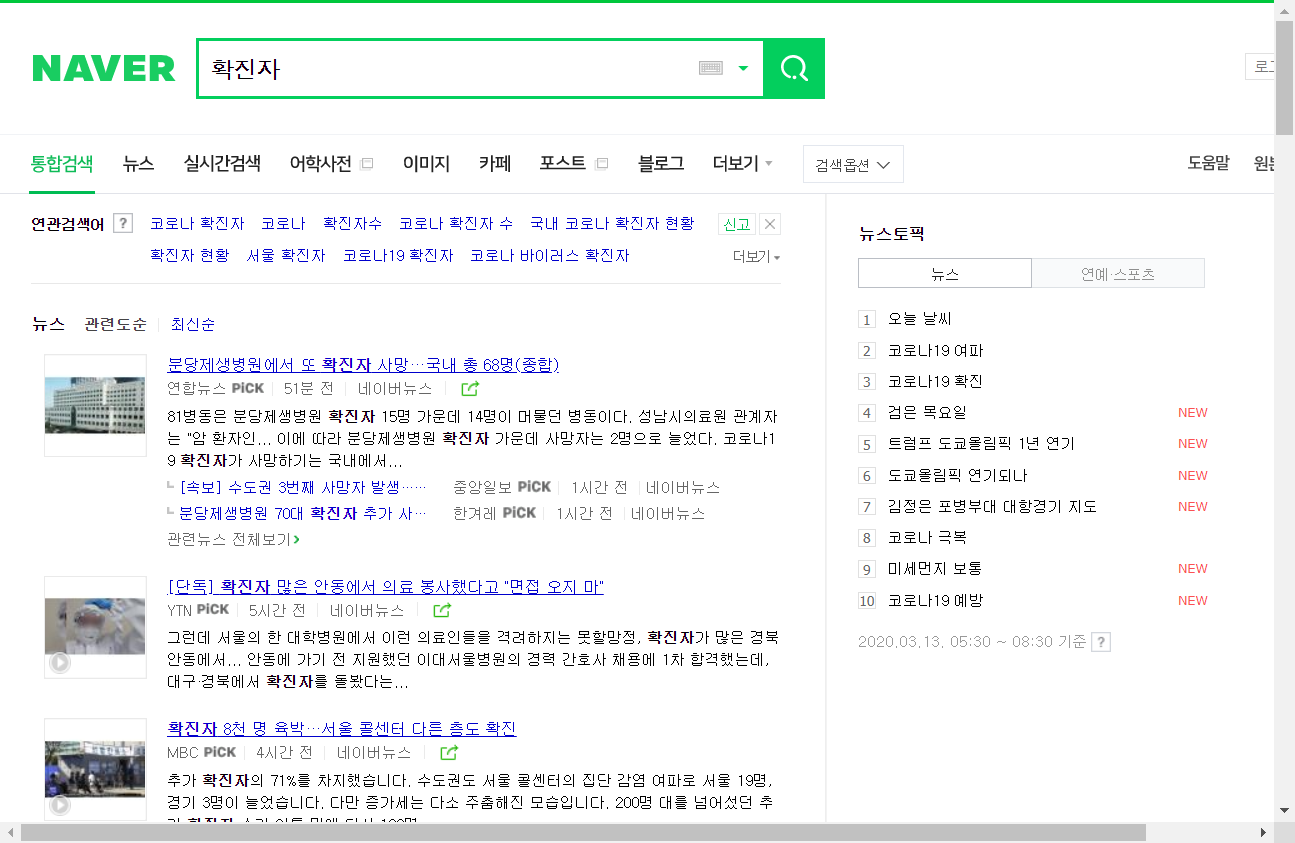 NAVER
확진자
통합검색 뉴스 실시간검색 어학사전 이미지 카페 포스트 블로그 더보기 검색옵션 도움말
연관검색어 ? 코로나 확진자 코로나 확진자수 코로나 확진자 수 국내 코로나 확진자 현황 신고
확진자 현황 서울 확진자 코로나19 확진자 코로나 바이러스 확진자 더보기
뉴스 관련도순 최신순
분당제생병원에서 또 확진자 사망…국내 총 68명(종합)
연합뉴스 PiCK 51분 전 네이버뉴스
81병동은 분당제생병원 확진자 15명 가운데 14명이 머물던 병동이다. 성남시의료원 관계자
는 "암 환자인... 이에 따라 분당제생병원 확진자 가운데 사망자는 2명으로 늘었다. 코로나1
9 확진자가 사망하기는 국내에서...
[속보] 수도권 3번째 사망자 발생…… 중앙일보 PiCK 1시간 전 네이버뉴스
분당제생병원 70대 확진자 추가 사… 한겨레 PiCK 1시간 전 네이버뉴스
관련뉴스 전체보기
[단독] 확진자 많은 안동에서 의료 봉사했다고 "면접 오지 마"
YTN PiCK 5시간 전 네이버뉴스
그런데 서울의 한 대학병원에서 이런 의료인들을 격려하지는 못할망정, 확진자가 많은 경북
안동에서... 안동에 가기 전 지원했던 이대서울병원의 경력 간호사 채용에 1차 합격했는데,
대구·경북에서 확진자를 돌봤다는...
확진자 8천 명 육박…서울 콜센터 다른 층도 확진
MBC PiCK 4시간 전 네이버뉴스
추가 확진자의 71%를 차지했습니다. 수도권도 서울 콜센터의 집단 감염 여파로 서울 19명,
경기 3명이 늘었습니다. 다만 증가세는 다소 주춤해진 모습입니다. 200명 대를 넘어섰던 추
뉴스토픽
뉴스 연예·스포츠
1 오늘 날씨
2 코로나19 여파
3 코로나19 확진
4 검은 목요일 NEW
5 트럼프 도쿄올림픽 1년 연기 NEW
6 도쿄올림픽 연기되나 NEW
7 김정은 포병부대 대항경기 지도 NEW
8 코로나 극복
9 미세먼지 보통 NEW
10 코로나19 예방 NEW
2020.03.13. 05:30 ~ 08:30 기준 ?